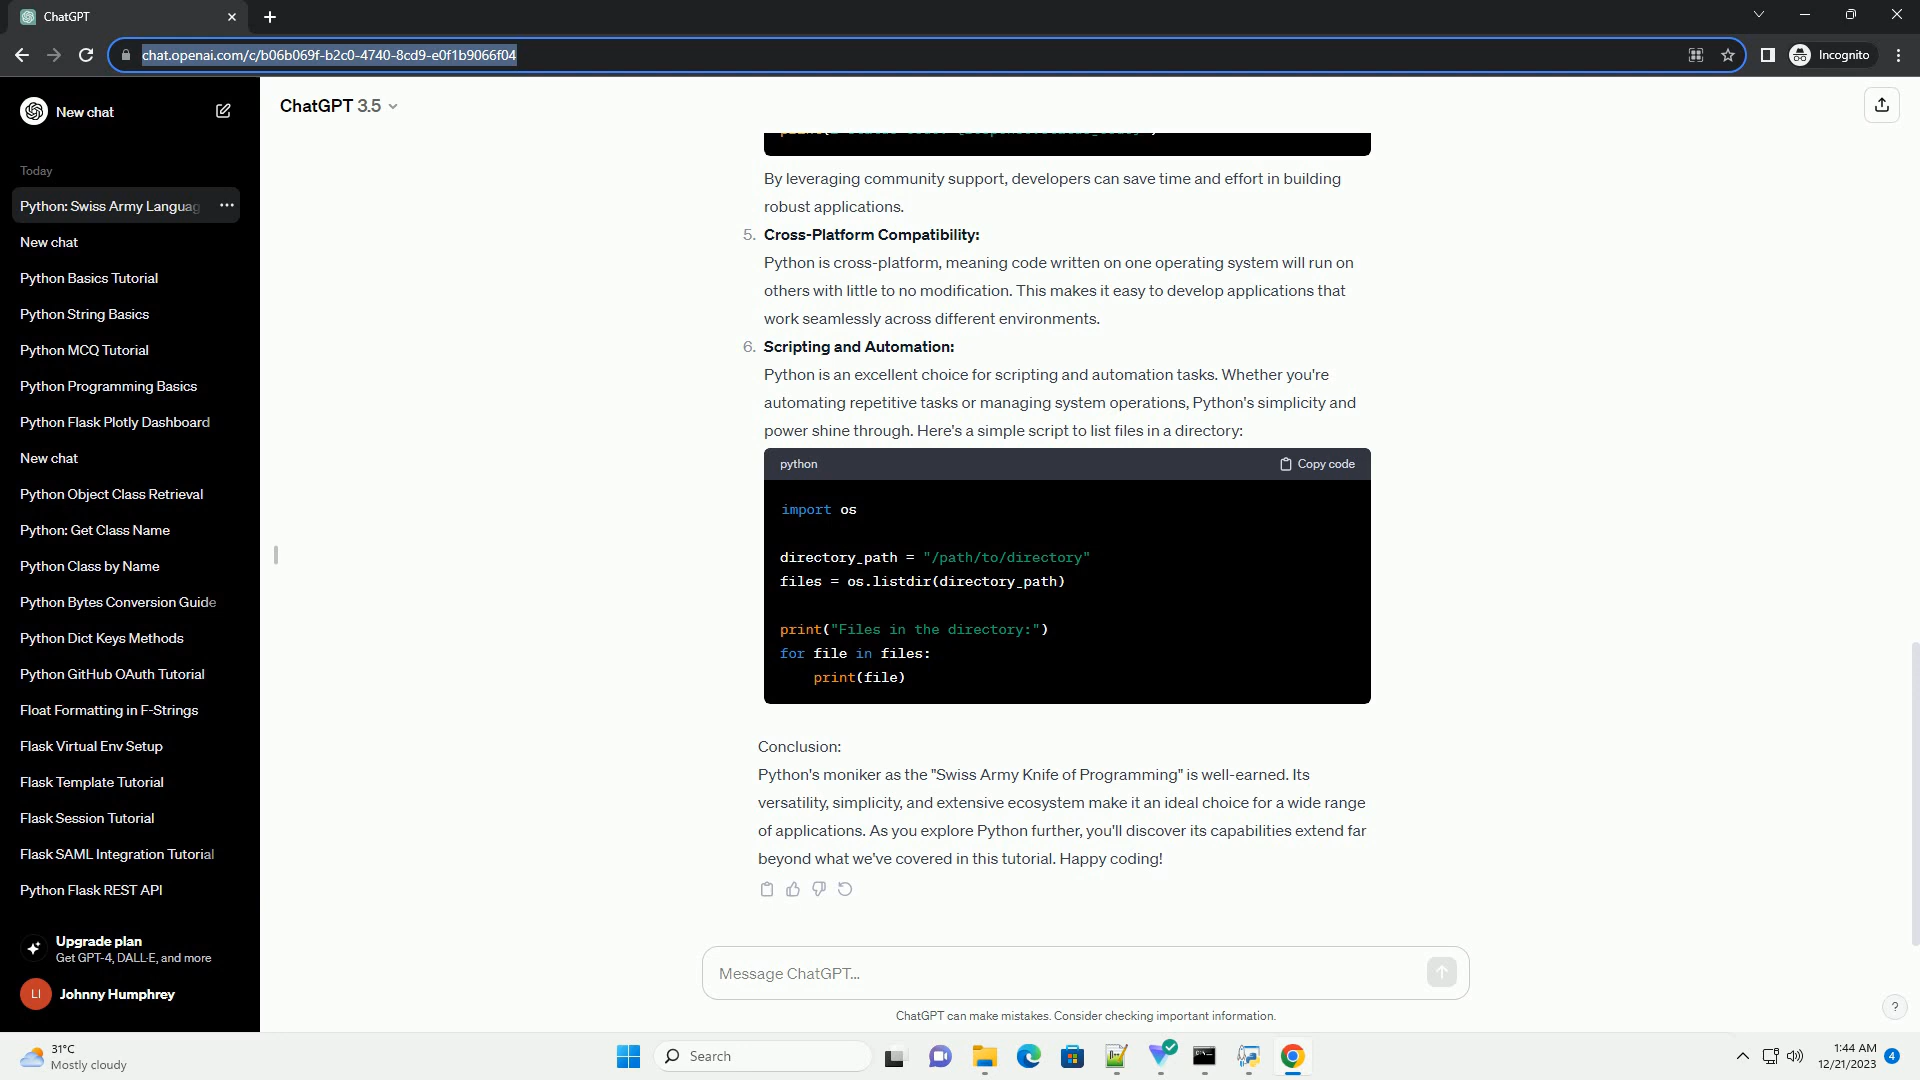 ChatGPT
chat.openai.com/c/b06b069f-b2c0-4740-8cd9-e0f1b9066f04
Incognito
New chat
Today
Python: Swiss Army Languag
New chat
Python Basics Tutorial
Python String Basics
Python MCQ Tutorial
Python Programming Basics
Python Flask Plotly Dashboard
New chat
Python Object Class Retrieval
Python: Get Class Name
Python Class by Name
Python Bytes Conversion Guide
Python Dict Keys Methods
Python GitHub OAuth Tutorial
Float Formatting in F-Strings
Flask Virtual Env Setup
Flask Template Tutorial
Flask Session Tutorial
Flask SAML Integration Tutorial
Python Flask REST API
Upgrade plan
Get GPT-4, DALL·E, and more
LI
Johnny Humphrey
ChatGPT 3.5
By leveraging community support, developers can save time and effort in building
robust applications.
5. Cross-Platform Compatibility:
Python is cross-platform, meaning code written on one operating system will run on
others with little to no modification. This makes it easy to develop applications that
work seamlessly across different environments.
6. Scripting and Automation:
Python is an excellent choice for scripting and automation tasks. Whether you're
automating repetitive tasks or managing system operations, Python's simplicity and
power shine through. Here's a simple script to list files in a directory:
python Copy code
import os
directory_path = "/path/to/directory"
files = os.listdir(directory_path)
print("Files in the directory:")
for file in files:
print(file)
Conclusion:
Python's moniker as the "Swiss Army Knife of Programming" is well-earned. Its
versatility, simplicity, and extensive ecosystem make it an ideal choice for a wide range
of applications. As you explore Python further, you'll discover its capabilities extend far
beyond what we've covered in this tutorial. Happy coding!
Message ChatGPT...
ChatGPT can make mistakes. Consider checking important information.
?
31°C
Mostly cloudy
Search
1:44 AM
12/21/2023
4